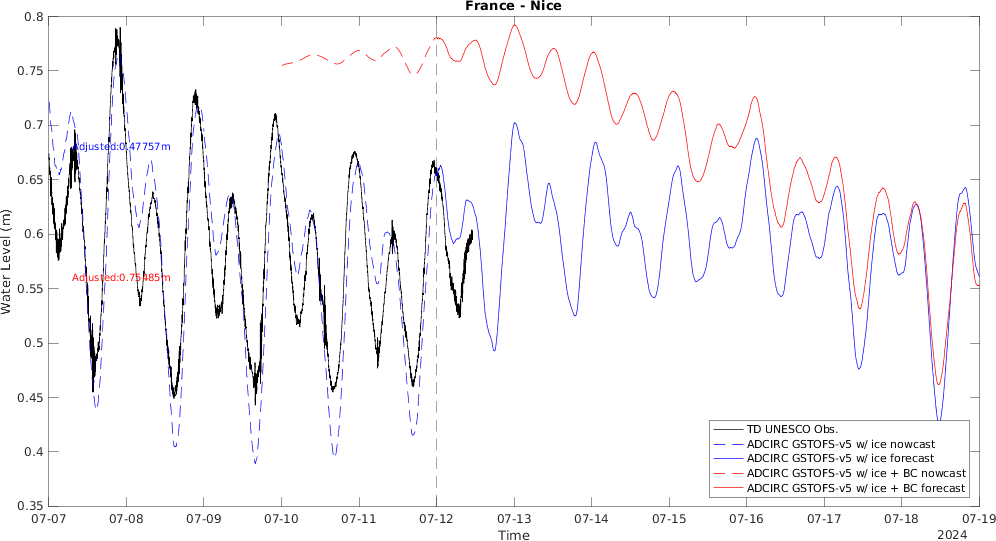 France - Nice
0.8
0.75
0.7
0.65
0.6
0.55
0.5
0.45
0.4
0.35
Water Level (m)
Adjusted:0.47757m
Adjusted:0.75485m
TD UNESCO Obs.
ADCIRC GSTOFS-v5 w/ ice nowcast
ADCIRC GSTOFS-v5 w/ ice forecast
ADCIRC GSTOFS-v5 w/ ice + BC nowcast
ADCIRC GSTOFS-v5 w/ ice + BC forecast
07-07 07-08 07-09 07-10 07-11 07-12 07-13 07-14 07-15 07-16 07-17 07-18 07-19
Time
2024